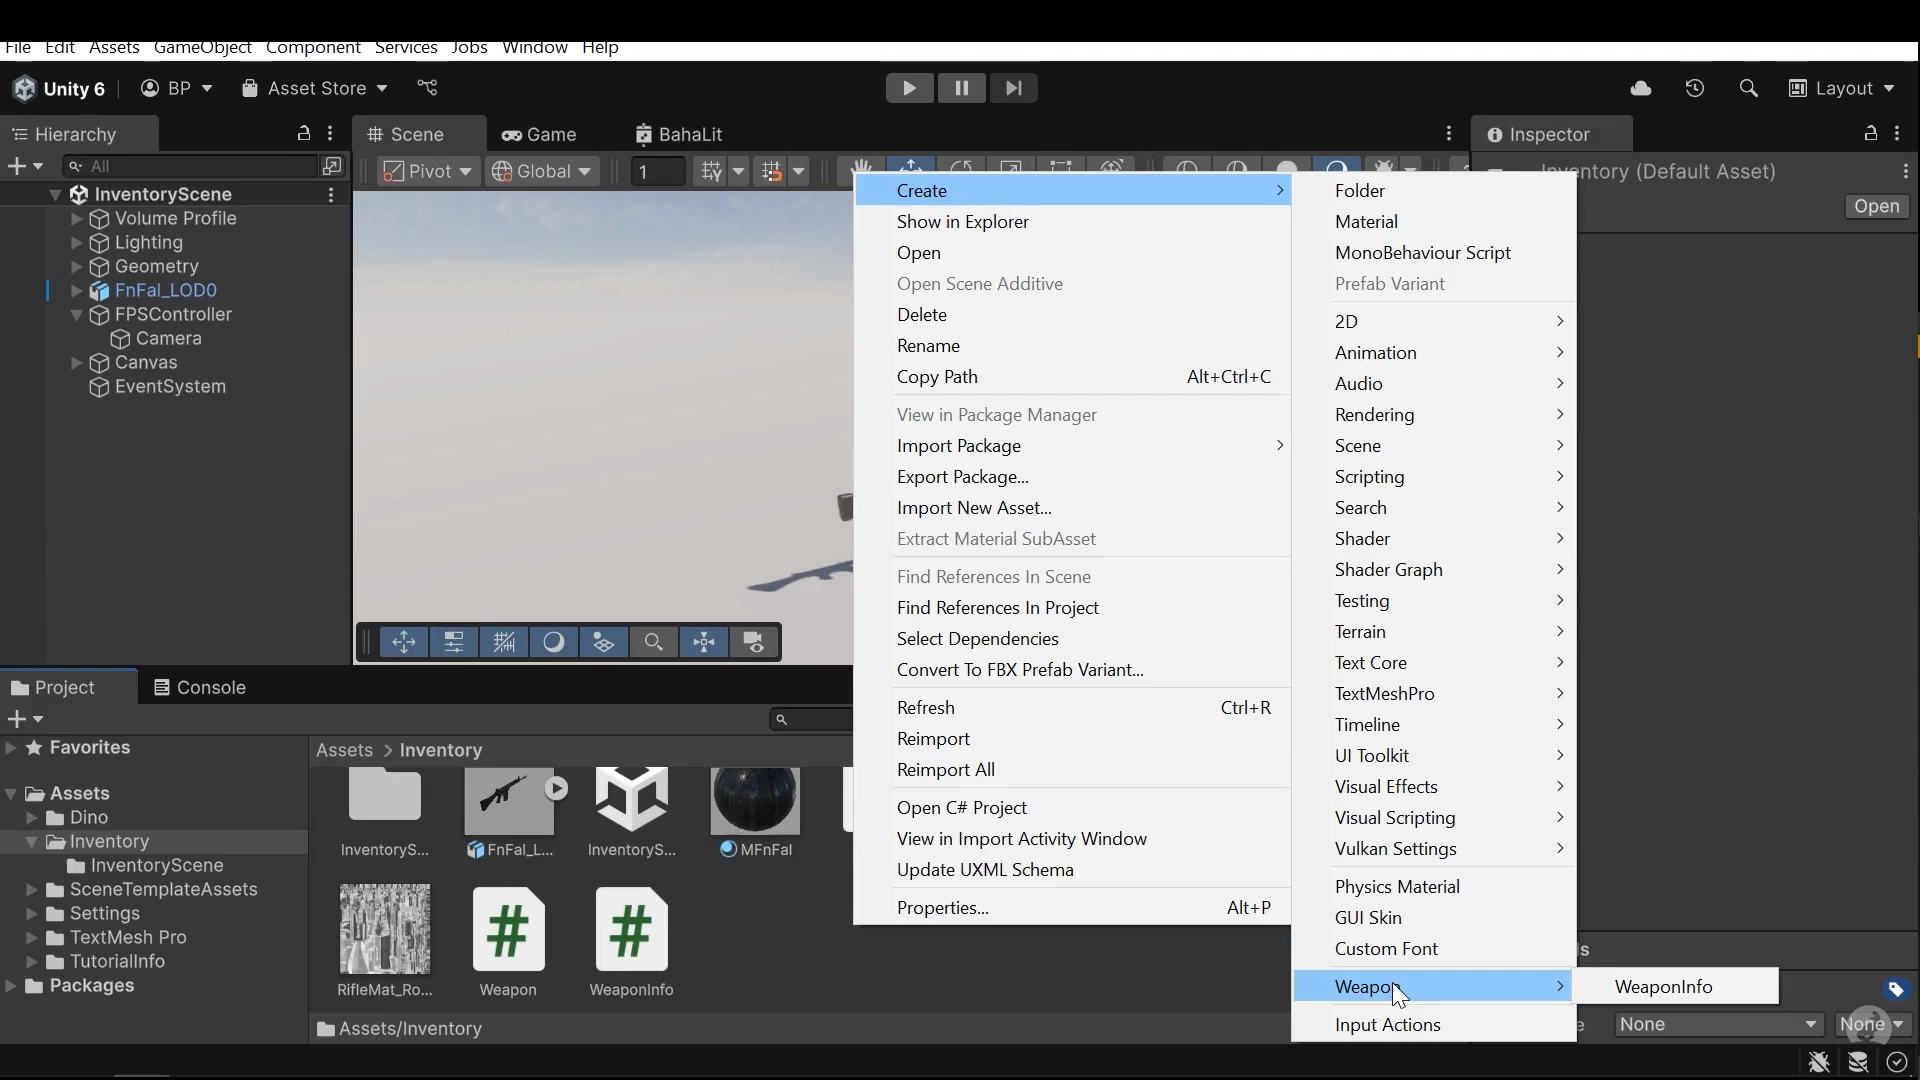 File Edit Assets GameObject Component Services Jobs Window Help
Unity 6 BP Asset Store Layout
Hierarchy
Scene Game BahaLit
Inspector
All
Pivot Global 1
Inventory (Default Asset)
Open
InventoryScene
Volume Profile
Lighting
Geometry
FnFal_LOD0
FPSController
Camera
Canvas
EventSystem
Create
Show in Explorer
Open
Open Scene Additive
Delete
Rename
Copy Path Alt+Ctrl+C
View in Package Manager
Import Package
Export Package...
Import New Asset...
Extract Material SubAsset
Find References In Scene
Find References In Project
Select Dependencies
Convert To FBX Prefab Variant...
Refresh Ctrl+R
Reimport
Reimport All
Open C# Project
View in Import Activity Window
Update UXML Schema
Properties... Alt+P
Folder
Material
MonoBehaviour Script
Prefab Variant
2D
Animation
Audio
Rendering
Scene
Scripting
Search
Shader
Shader Graph
Testing
Terrain
Text Core
TextMeshPro
Timeline
UI Toolkit
Visual Effects
Visual Scripting
Vulkan Settings
Physics Material
GUI Skin
Custom Font
Weapon
WeaponInfo
Input Actions
Project Console
Favorites
Assets
Dino
Inventory
InventoryScene
SceneTemplateAssets
Settings
TextMesh Pro
TutorialInfo
Packages
Assets > Inventory
InventoryS... FnFal_L... InventoryS... MFnFal
RifleMat_Ro... Weapon WeaponInfo
Assets/Inventory
ls
e None None